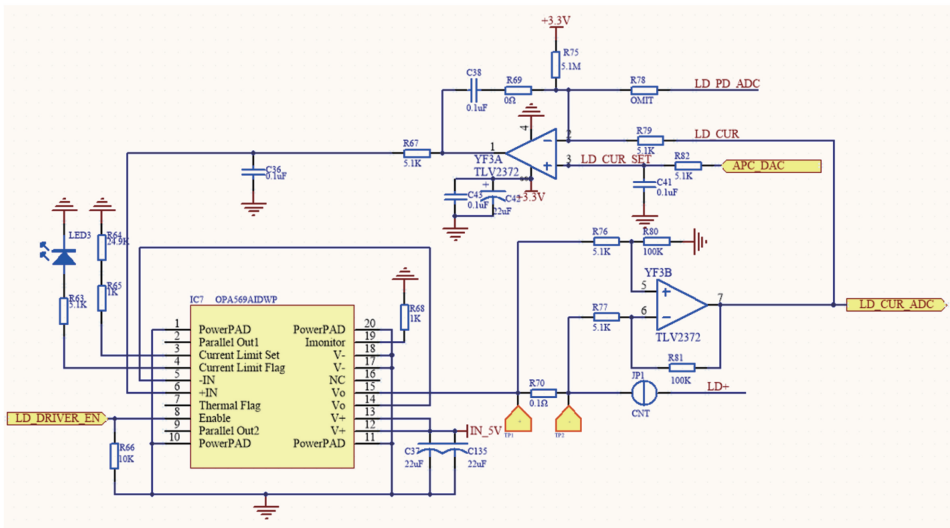 +3.3V
R75
5.1M
C38
0.1uF
R69
0Ω
R78
OMIT
LD_PD_ADC
4
2
R79
5.1K
LD_CUR
R67
5.1K
1
YF3A
TLV2372
3
LD_CUR_SET
R82
5.1K
APC_DAC
C36
0.1uF
C43
0.1uF
+
22uF
+3.3V
C41
0.1uF
LED3
R64
24.9K
R76
5.1K
R80
100K
R63
5.1K
R65
1K
IC7
OPA569AIDWP
R68
1K
YF3B
5
6
7
TLV2372
R77
5.1K
LD_CUR_ADC
R81
100K
1 PowerPAD PowerPAD 20
2 Parallel Out1 Imonitor 19
3 Current Limit Set V- 18
4 Current Limit Flag V- 17
5 -IN NC 16
6 +IN Vo 15
7 Thermal Flag Vo 14
8 Enable V+ 13
9 Parallel Out2 V+ 12
10 PowerPAD PowerPAD 11
R70
0.1Ω
JP1
CNT
LD+
TP1
TP2
LD_DRIVER_EN
IN_5V
R66
10K
C37
22uF
C135
22uF